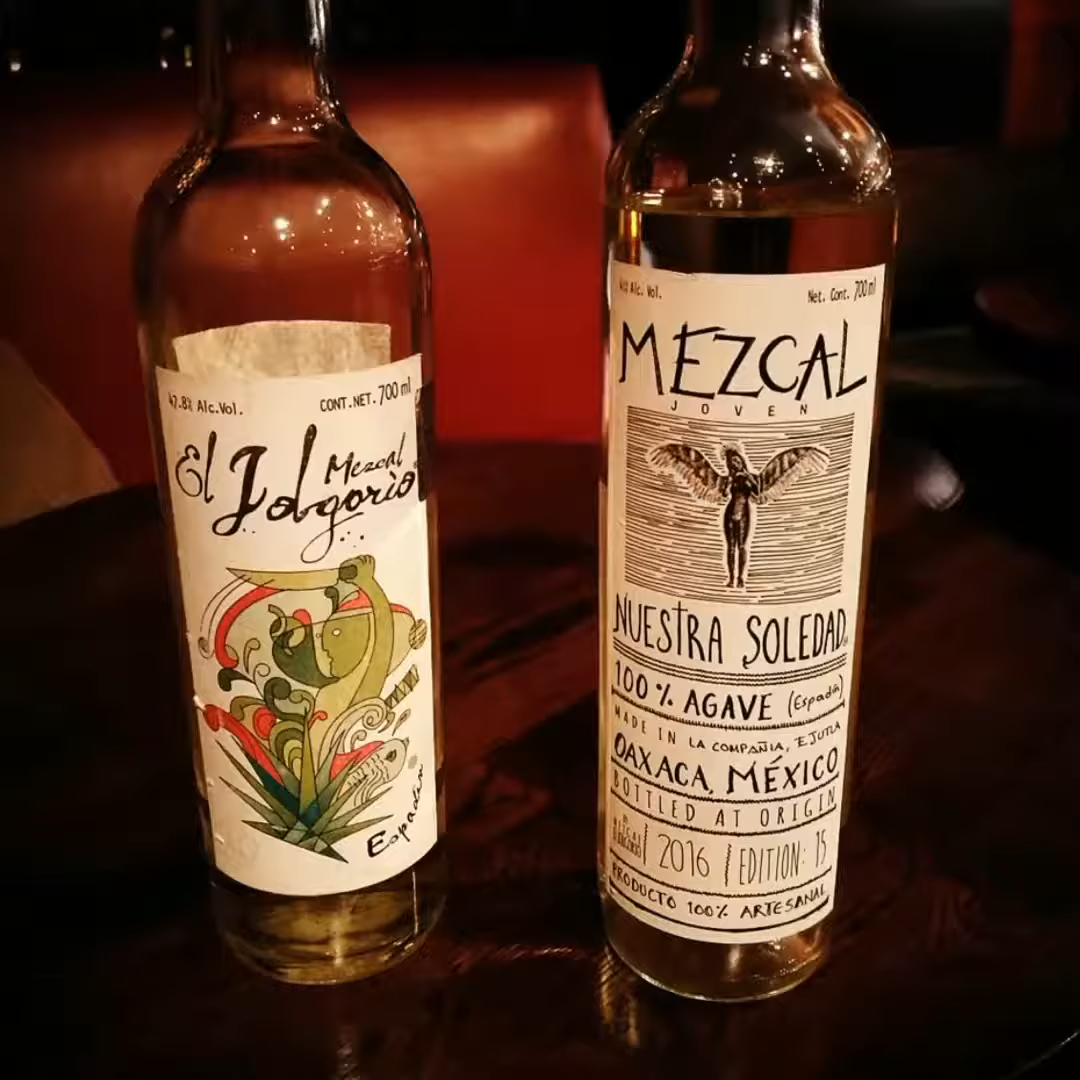 47.8% Alc.Vol. CONT.NET. 700 ml
El Jolgorio
Mezcal
Espadín
Alc. Vol. Net. Cont. 700 ml
MEZCAL
JOVEN
NUESTRA SOLEDAD
100% AGAVE (Espadín)
MADE IN LA COMPAÑIA, EJUTLA
OAXACA, MÉXICO
BOTTLED AT ORIGIN
2016 EDITION: 15
PRODUCTO 100% ARTESANAL